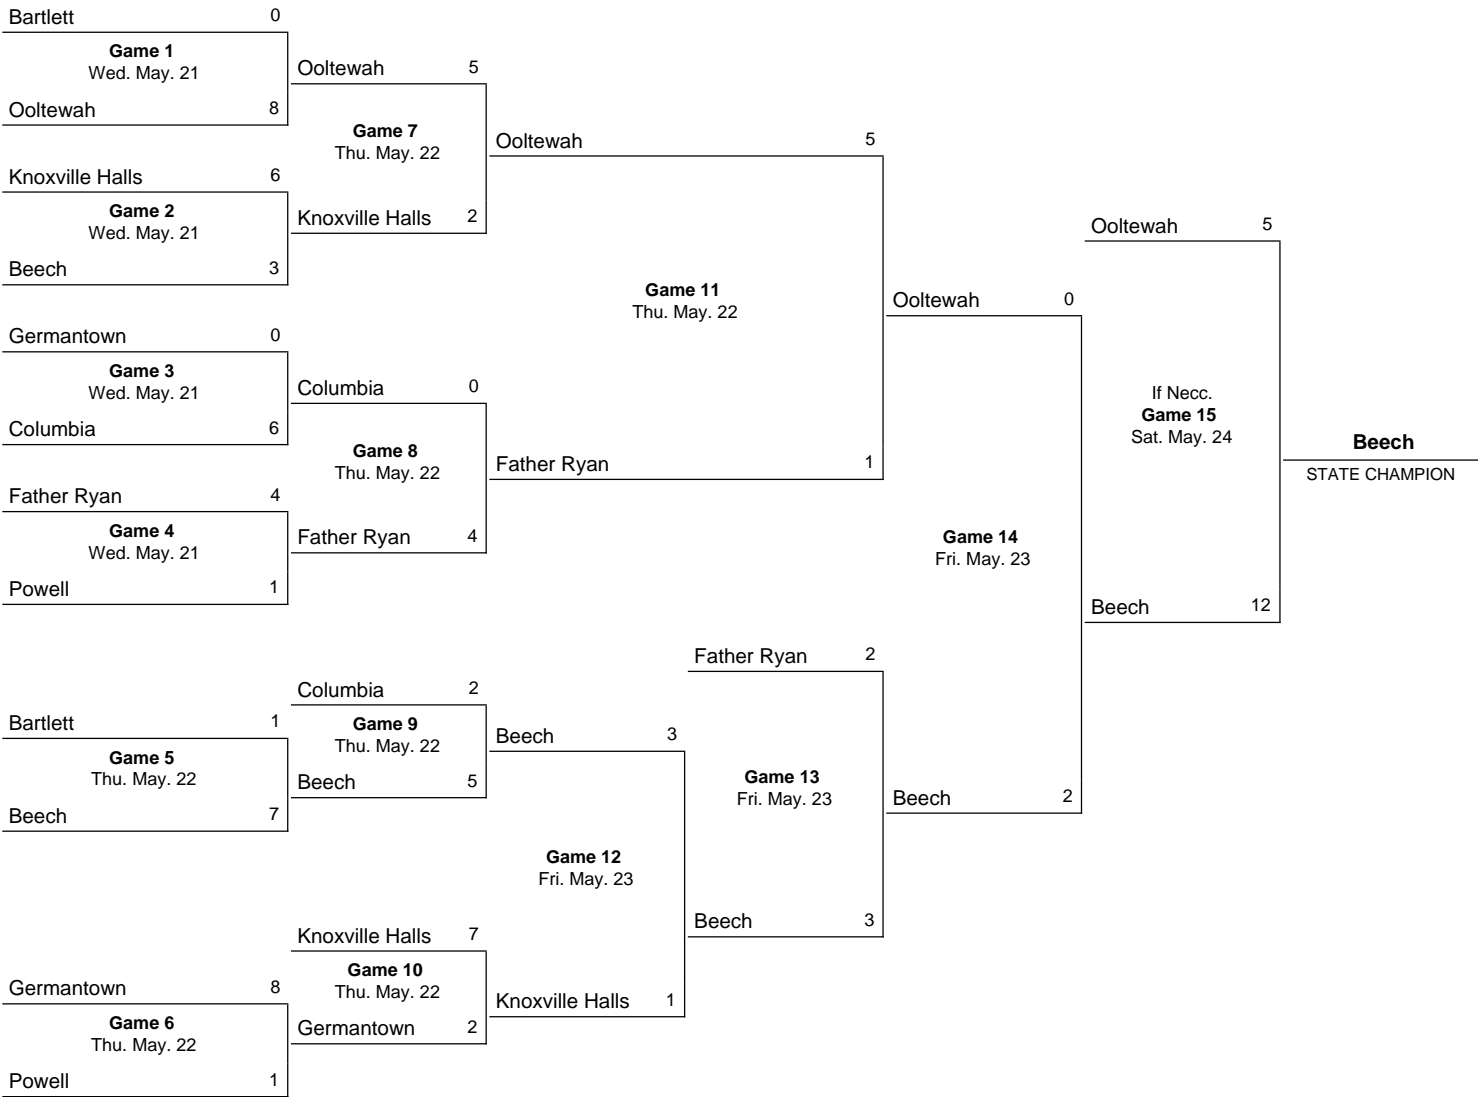 Bartlett 0
Game 1
Wed. May. 21
Ooltewah 8
Knoxville Halls 6
Game 2
Wed. May. 21
Beech 3
Germantown 0
Game 3
Wed. May. 21
Columbia 6
Father Ryan 4
Game 4
Wed. May. 21
Powell 1
Bartlett 1
Game 5
Thu. May. 22
Beech 7
Germantown 8
Game 6
Thu. May. 22
Powell 1
Ooltewah 5
Game 7
Thu. May. 22
Knoxville Halls 2
Columbia 0
Game 8
Thu. May. 22
Father Ryan 4
Columbia 2
Game 9
Thu. May. 22
Beech 5
Knoxville Halls 7
Game 10
Thu. May. 22
Germantown 2
Ooltewah 5
Game 11
Thu. May. 22
Father Ryan 1
Beech 3
Game 12
Fri. May. 23
Knoxville Halls 1
Father Ryan 2
Game 13
Fri. May. 23
Beech 3
Ooltewah 0
Game 14
Fri. May. 23
Beech 2
Ooltewah 5
If Necc.
Game 15
Sat. May. 24
Beech 12
Beech
STATE CHAMPION